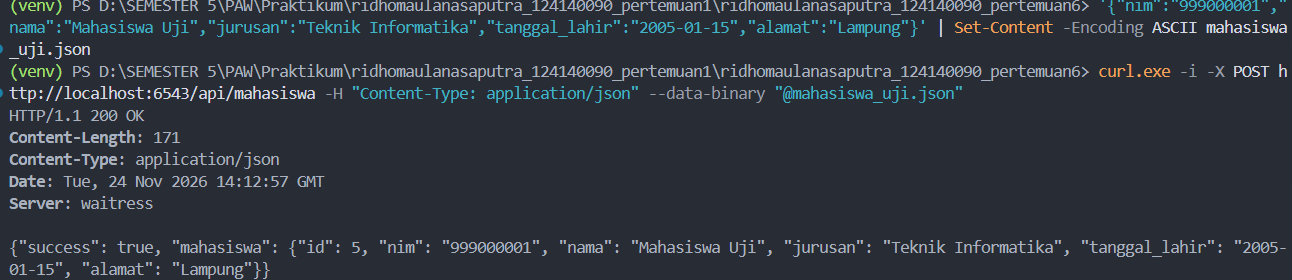 (venv) PS D:\SEMESTER 5\PAW\Praktikum\ridhomaulanasaputra_124140090_pertemuan1\ridhomaulanasaputra_124140090_pertemuan6> '{"nim":"999000001","
nama":"Mahasiswa Uji","jurusan":"Teknik Informatika","tanggal_lahir":"2005-01-15","alamat":"Lampung"}' | Set-Content -Encoding ASCII mahasiswa
_uji.json
(venv) PS D:\SEMESTER 5\PAW\Praktikum\ridhomaulanasaputra_124140090_pertemuan1\ridhomaulanasaputra_124140090_pertemuan6> curl.exe -i -X POST h
ttp://localhost:6543/api/mahasiswa -H "Content-Type: application/json" --data-binary "@mahasiswa_uji.json"
HTTP/1.1 200 OK
Content-Length: 171
Content-Type: application/json
Date: Tue, 24 Nov 2026 14:12:57 GMT
Server: waitress

{"success": true, "mahasiswa": {"id": 5, "nim": "999000001", "nama": "Mahasiswa Uji", "jurusan": "Teknik Informatika", "tanggal_lahir": "2005-
01-15", "alamat": "Lampung"}}